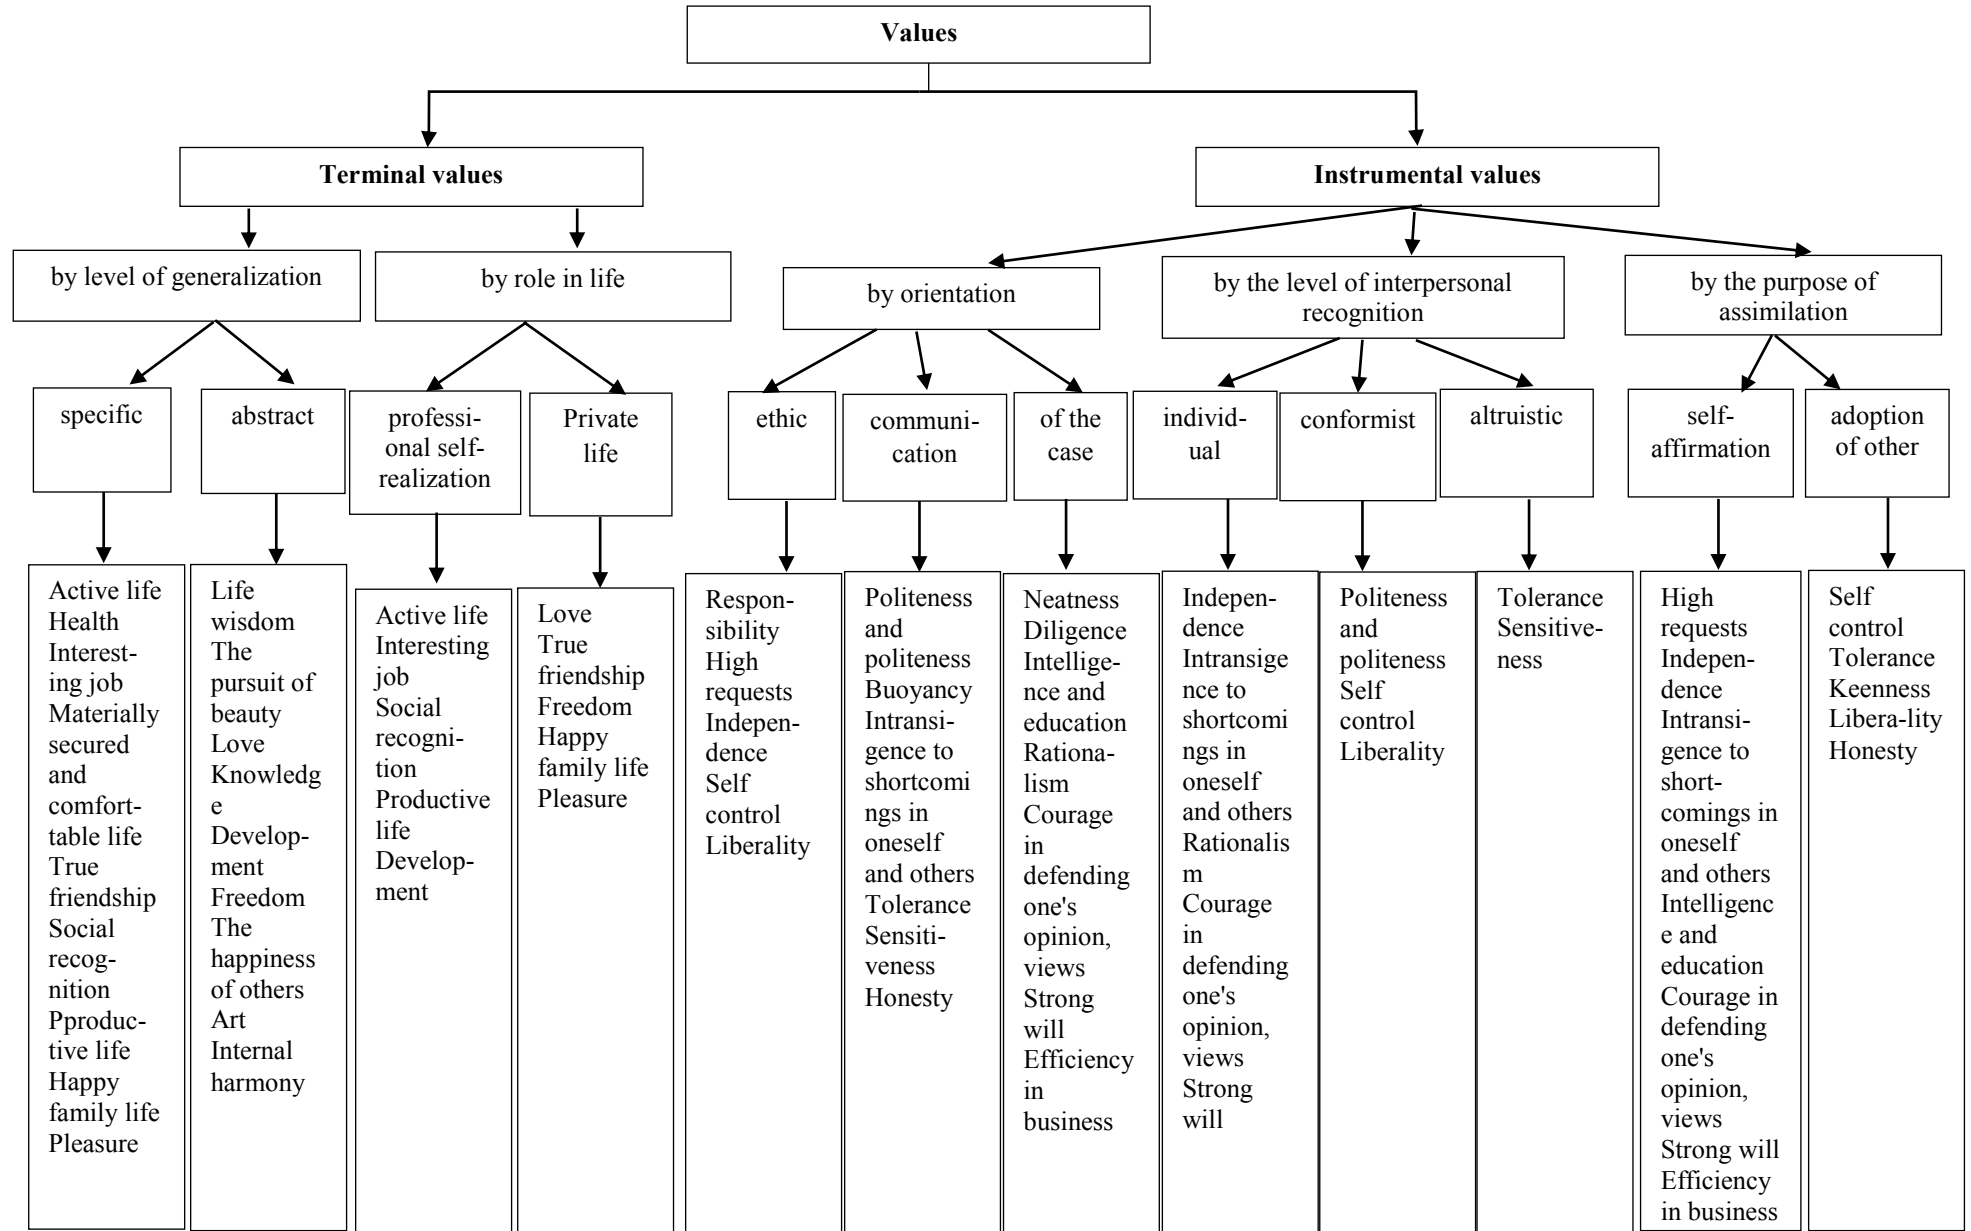 Values
Terminal values
Instrumental values
by level of generalization
by role in life
by orientation
by the level of interpersonal
recognition
by the purpose of
assimilation
specific
abstract
professi-
onal self-
realization
Private
life
ethic
communi-
cation
of the
case
individ-
ual
conformist
altruistic
self-
affirmation
adoption
of other
Active life
Health
Interest-
ing job
Materially
secured
and
comfort-
table life
True
friendship
Social
recog-
nition
Pproduc-
tive life
Happy
family life
Pleasure
Life
wisdom
The
pursuit of
beauty
Love
Knowledg
e
Develop-
ment
Freedom
The
happiness
of others
Art
Internal
harmony
Active life
Interesting
job
Social
recogni-
tion
Productive
life
Develop-
ment
Love
True
friendship
Freedom
Happy
family life
Pleasure
Respon-
sibility
High
requests
Indepen-
dence
Self
control
Liberality
Politeness
and
politeness
Buoyancy
Intransi-
gence to
shortcomi
ngs in
oneself
and others
Tolerance
Sensiti-
veness
Honesty
Neatness
Diligence
Intellige-
nce and
education
Rationa-
lism
Courage
in
defending
one's
opinion,
views
Strong
will
Efficiency
in
business
Indepen-
dence
Intransige
nce to
shortcomi
ngs in
oneself
and others
Rationalis
m
Courage
in
defending
one's
opinion,
views
Strong
will
Politeness
and
politeness
Self
control
Liberality
Tolerance
Sensitive-
ness
High
requests
Indepen-
dence
Intransi-
gence to
short-
comings in
oneself
and others
Intelligenc
e and
education
Courage in
defending
one's
opinion,
views
Strong will
Efficiency
in business
Self
control
Tolerance
Keenness
Libera-lity
Honesty